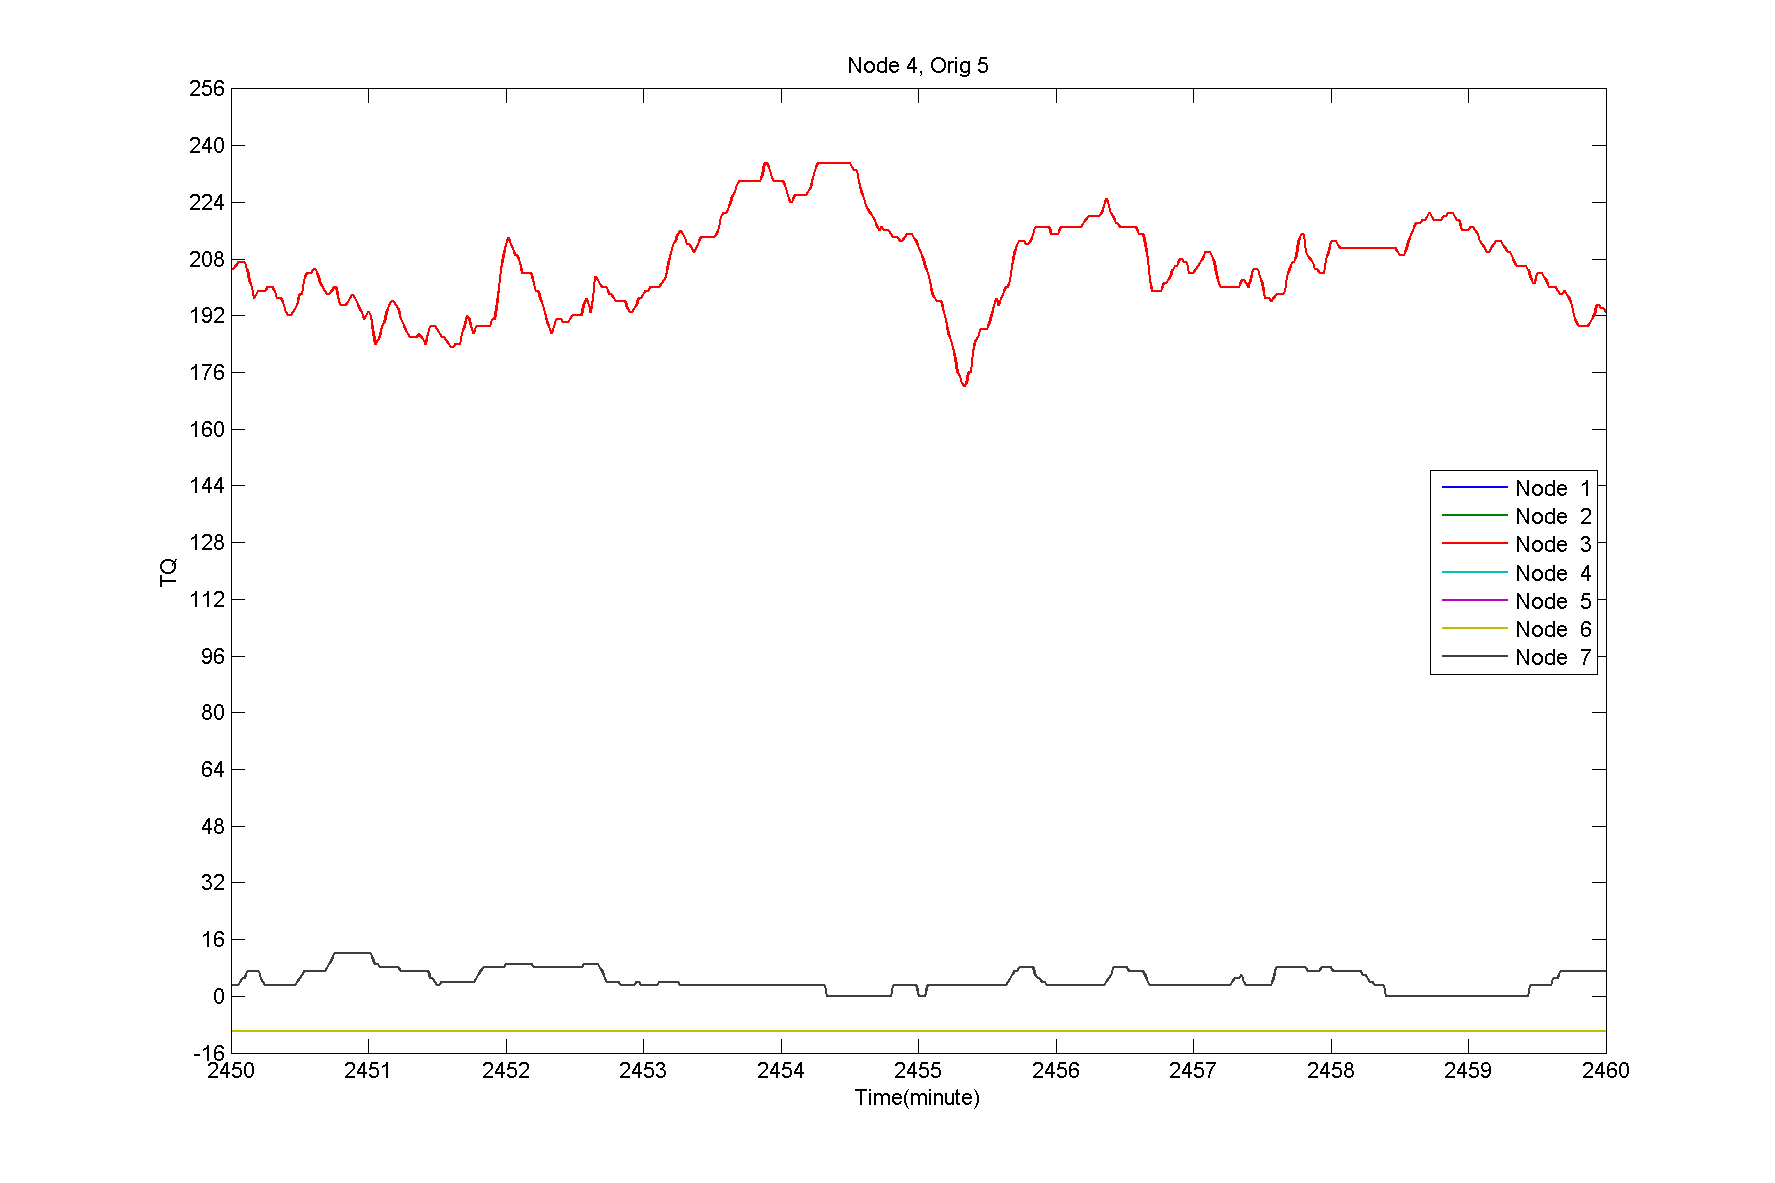 Node 4, Orig 5
256
240
224
208
192
176
160
144
128
112
96
80
64
48
32
16
0
-16
TQ
Node 1
Node 2
Node 3
Node 4
Node 5
Node 6
Node 7
2450 2451 2452 2453 2454 2455 2456 2457 2458 2459 2460
Time(minute)